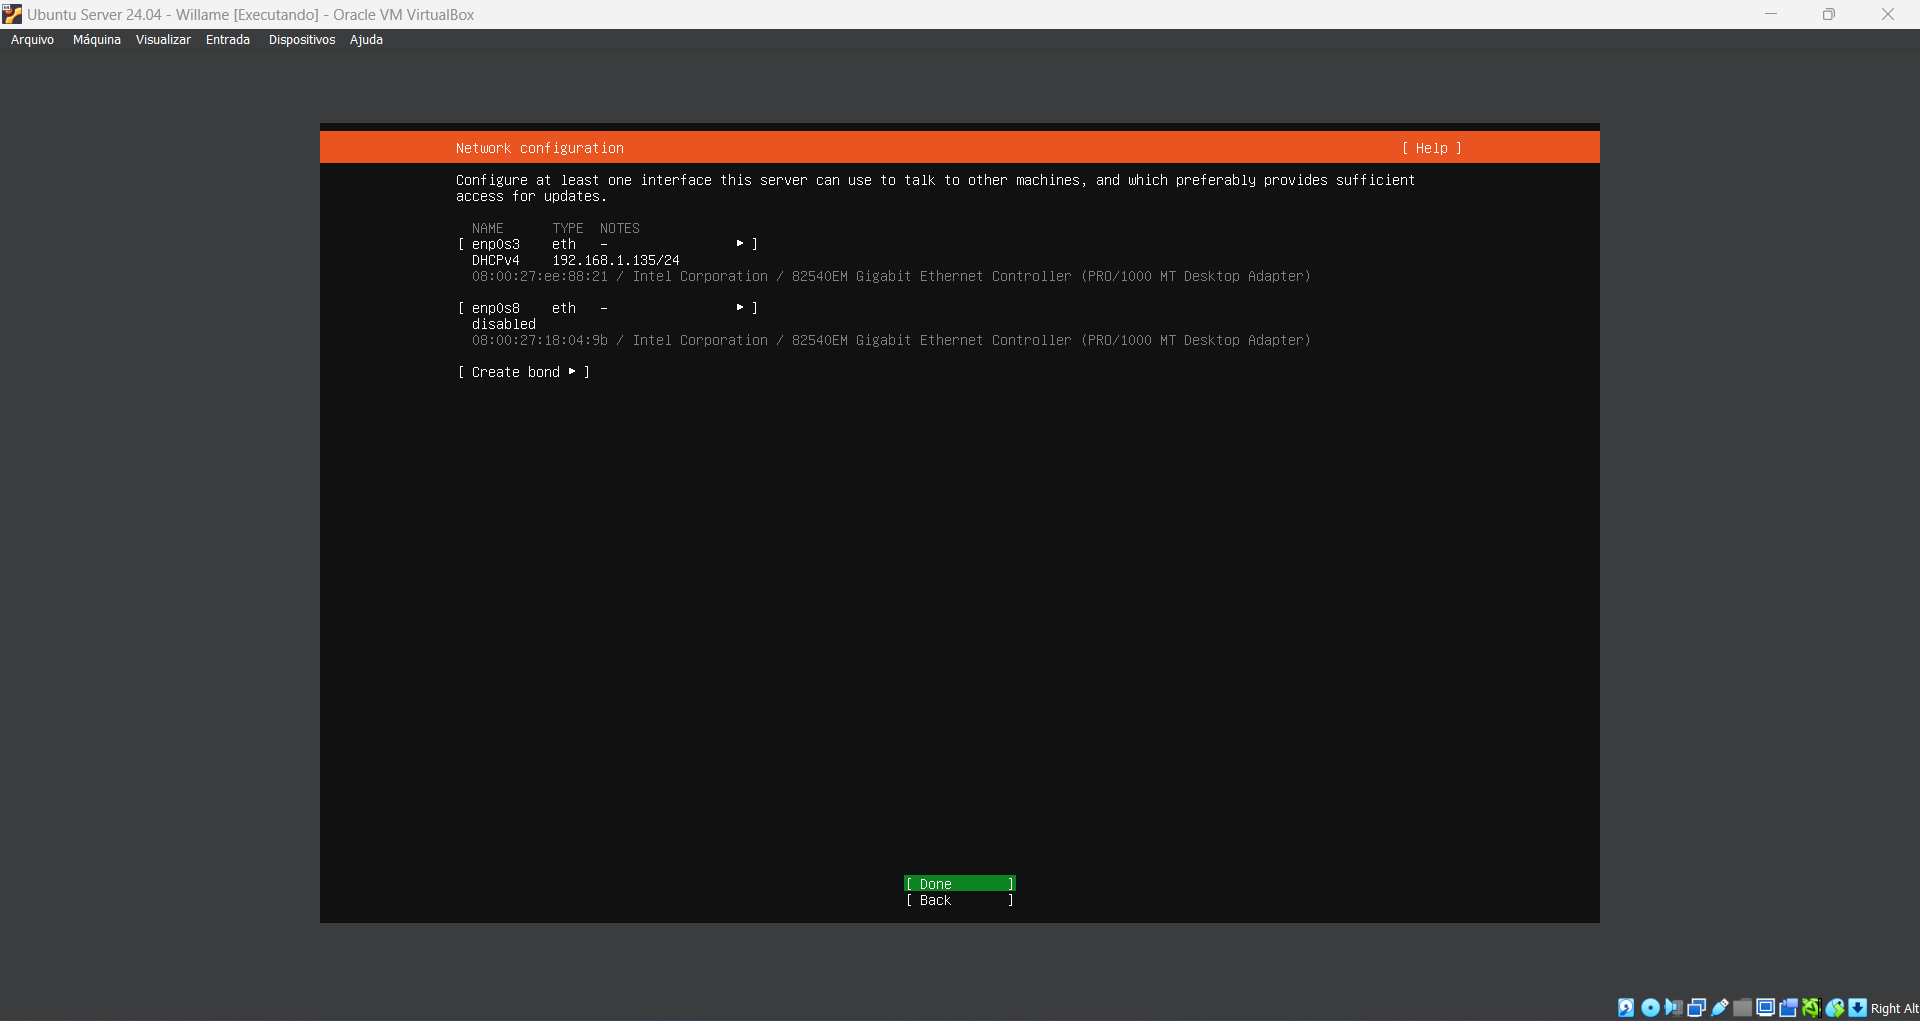 Ubuntu Server 24.04 - Willame [Executando] - Oracle VM VirtualBox
Arquivo Máquina Visualizar Entrada Dispositivos Ajuda
Network configuration [ Help ]
Configure at least one interface this server can use to talk to other machines, and which preferably provides sufficient
access for updates.
NAME TYPE NOTES
[ enp0s3 eth - ▸ ]
DHCPv4 192.168.1.135/24
08:00:27:ee:88:21 / Intel Corporation / 82540EM Gigabit Ethernet Controller (PRO/1000 MT Desktop Adapter)
[ enp0s8 eth - ▸ ]
disabled
08:00:27:18:04:9b / Intel Corporation / 82540EM Gigabit Ethernet Controller (PRO/1000 MT Desktop Adapter)
[ Create bond ▸ ]
[ Done ]
[ Back ]
Right Alt